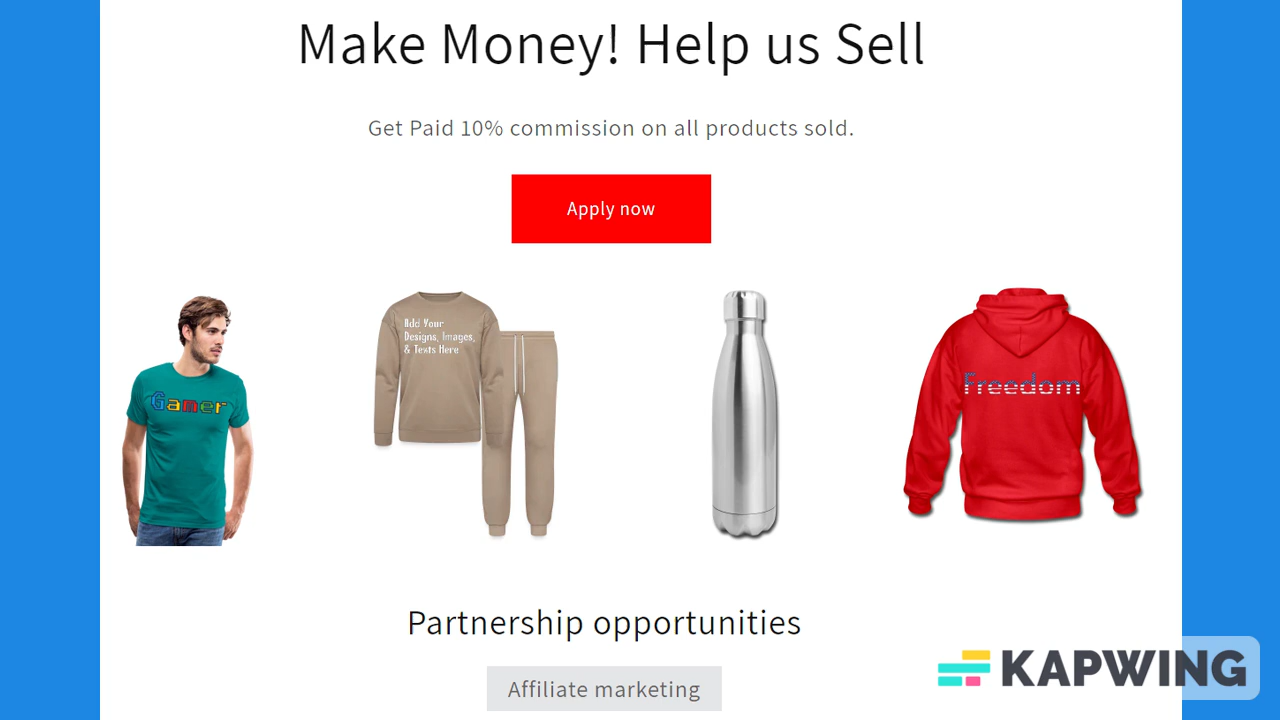 Make Money! Help us Sell
Get Paid 10% commission on all products sold.
Apply now
Gamer
Add Your
Designs, Images,
& Texts Here
Freedom
Partnership opportunities
Affiliate marketing
KAPWING